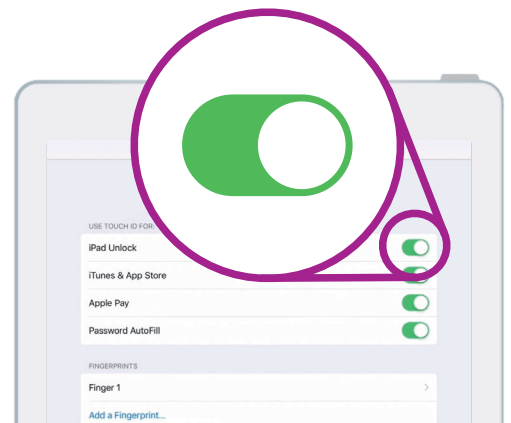 USE TOUCH ID FOR:
iPad Unlock
iTunes & App Store
Apple Pay
Password AutoFill
FINGERPRINTS
Finger 1
Add a Fingerprint...